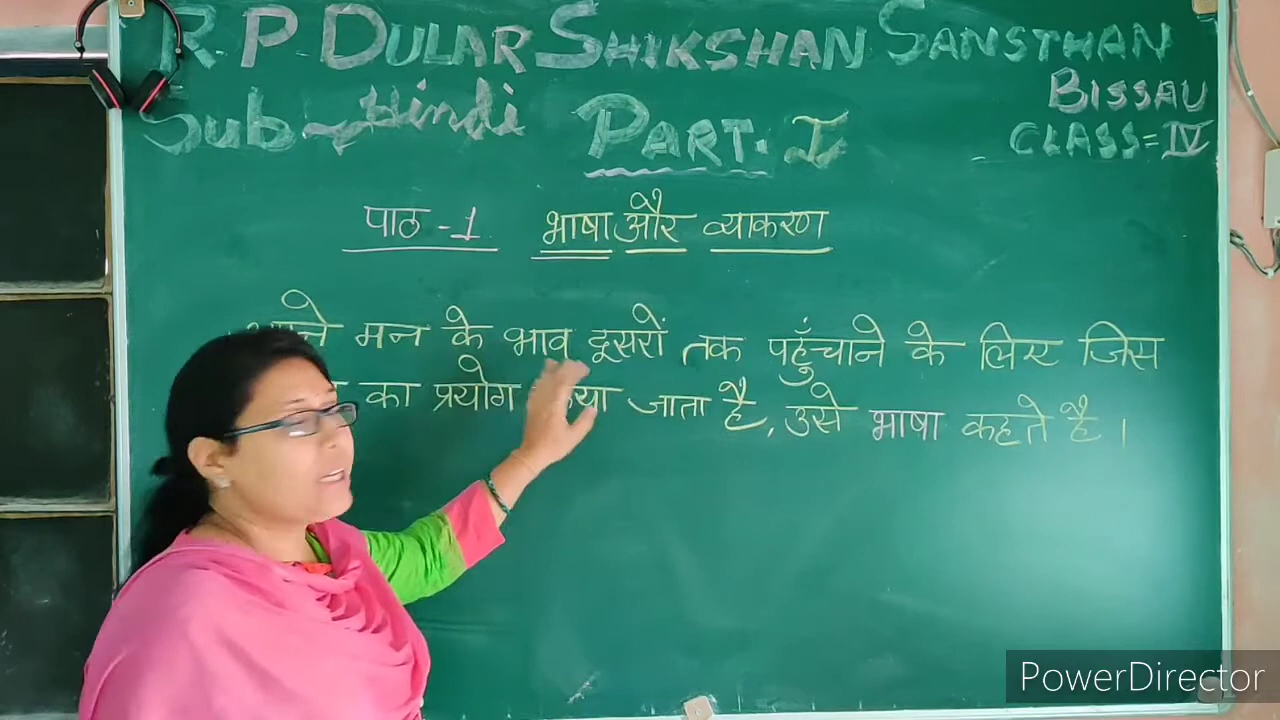 R.P. DULAR SHIKSHAN SANSTHAN
BISSAU
Sub - Hindi PART- I
CLASS = IV
पाठ -1 भाषा और व्याकरण
मन के भाव दूसरों तक पहुँचाने के लिए जिस
का प्रयोग किया जाता है, उसे भाषा कहते है ।
PowerDirector